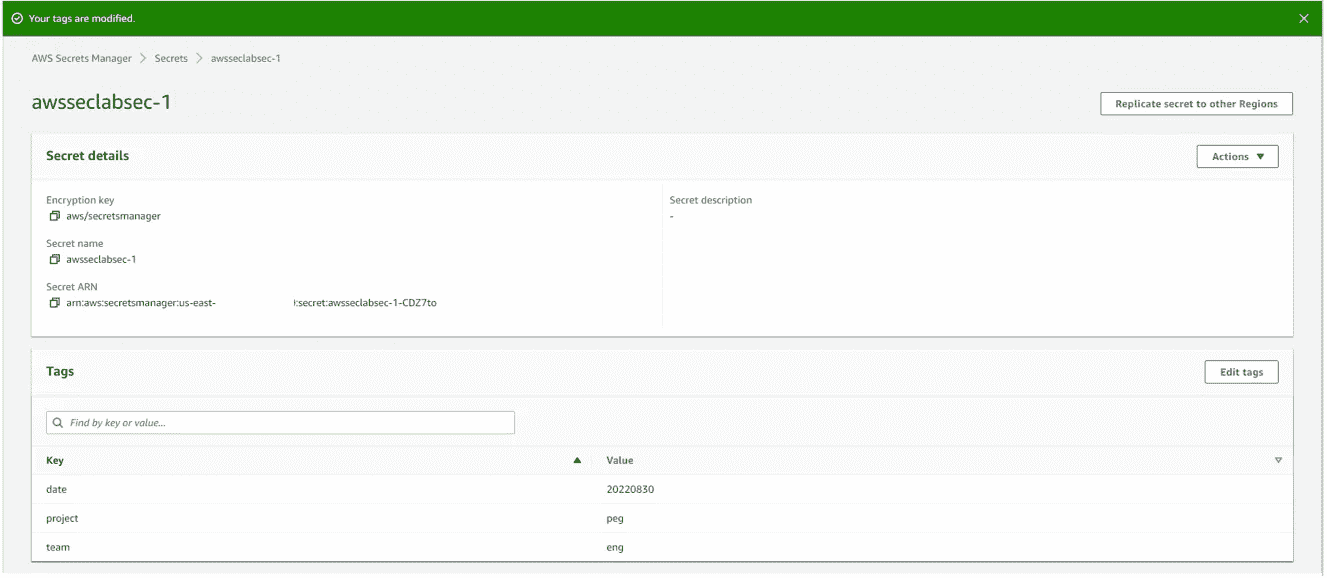 Your tags are modified.
AWS Secrets Manager > Secrets > awsseclabsec-1
awsseclabsec-1
Replicate secret to other Regions
Secret details
Actions
Encryption key
aws/secretsmanager
Secret description
-
Secret name
awsseclabsec-1
Secret ARN
arn:aws:secretsmanager:us-east- :secret:awsseclabsec-1-CDZ7to
Tags
Edit tags
Find by key or value...
Key Value
date 20220830
project peg
team eng